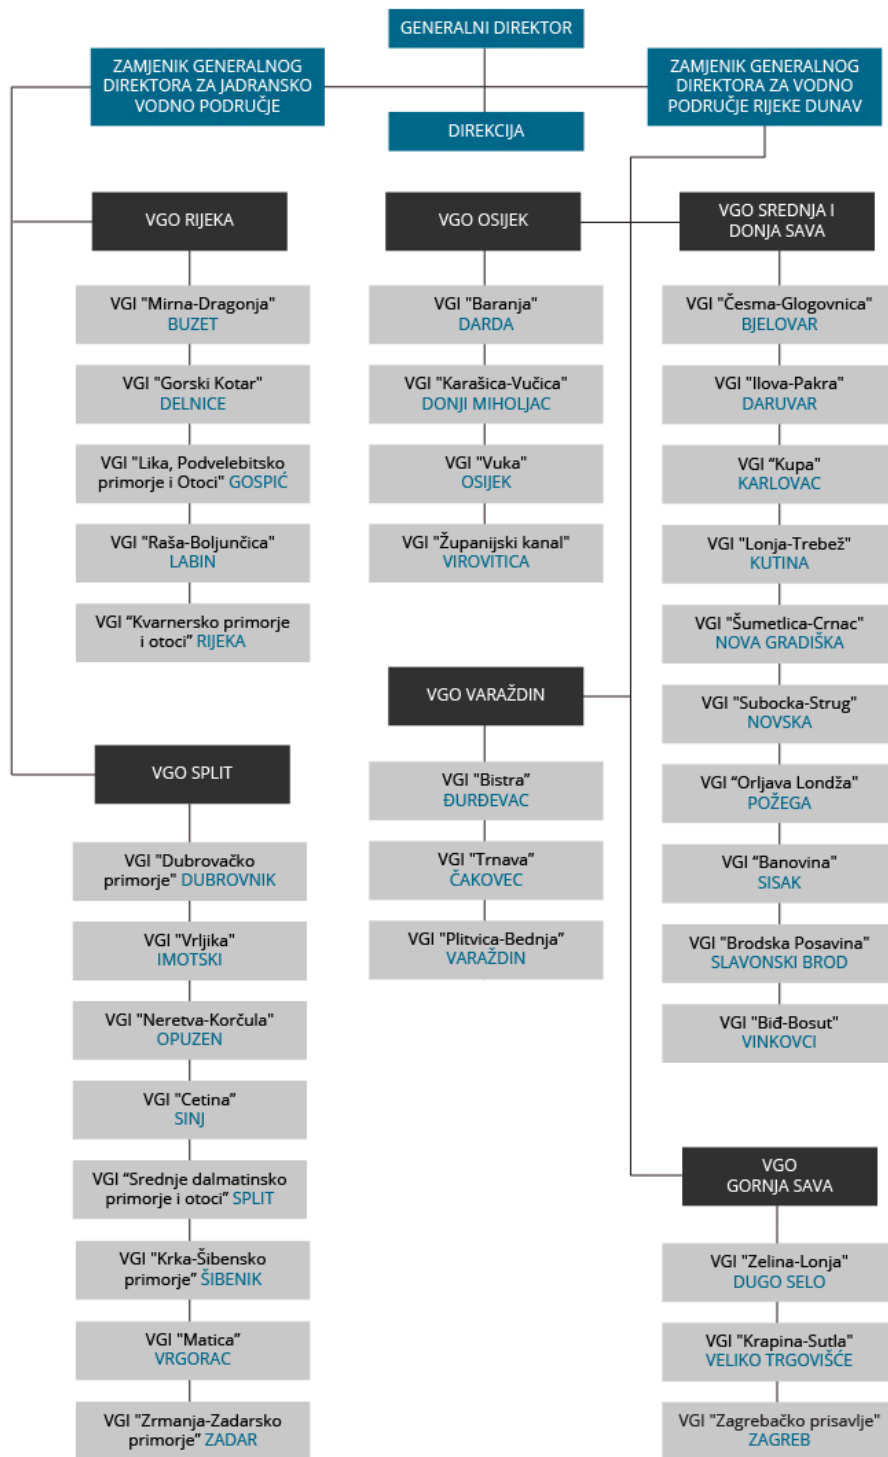 GENERALNI DIREKTOR
ZAMJENIK GENERALNOG
DIREKTORA ZA JADRANSKO
VODNO PODRUČJE
ZAMJENIK GENERALNOG
DIREKTORA ZA VODNO
PODRUČJE RIJEKE DUNAV
DIREKCIJA
VGO RIJEKA
VGI "Mirna-Dragonja"
BUZET
VGI "Gorski Kotar"
DELNICE
VGI "Lika, Podvelebitsko
primorje i Otoci" GOSPIĆ
VGI "Raša-Boljunčica"
LABIN
VGI “Kvarnersko primorje
i otoci” RIJEKA
VGO SPLIT
VGI "Dubrovačko
primorje" DUBROVNIK
VGI "Vrljika"
IMOTSKI
VGI "Neretva-Korčula"
OPUZEN
VGI "Cetina”
SINJ
VGI “Srednje dalmatinsko
primorje i otoci” SPLIT
VGI "Krka-Šibensko
primorje” ŠIBENIK
VGI "Matica”
VRGORAC
VGI "Zrmanja-Zadarsko
primorje” ZADAR
VGO OSIJEK
VGI "Baranja"
DARDA
VGI "Karašica-Vučica"
DONJI MIHOLJAC
VGI "Vuka"
OSIJEK
VGI "Županijski kanal"
VIROVITICA
VGO VARAŽDIN
VGI "Bistra”
ĐURĐEVAC
VGI "Trnava”
ČAKOVEC
VGI "Plitvica-Bednja”
VARAŽDIN
VGO SREDNJA I
DONJA SAVA
VGI "Česma-Glogovnica"
BJELOVAR
VGI "Ilova-Pakra"
DARUVAR
VGI “Kupa"
KARLOVAC
VGI "Lonja-Trebež"
KUTINA
VGI "Šumetlica-Crnac"
NOVA GRADIŠKA
VGI "Subocka-Strug"
NOVSKA
VGI “Orljava Londža"
POŽEGA
VGI “Banovina"
SISAK
VGI "Brodska Posavina"
SLAVONSKI BROD
VGI "Biđ-Bosut"
VINKOVCI
VGO
GORNJA SAVA
VGI "Zelina-Lonja"
DUGO SELO
VGI "Krapina-Sutla"
VELIKO TRGOVIŠĆE
VGI "Zagrebačko prisavlje"
ZAGREB